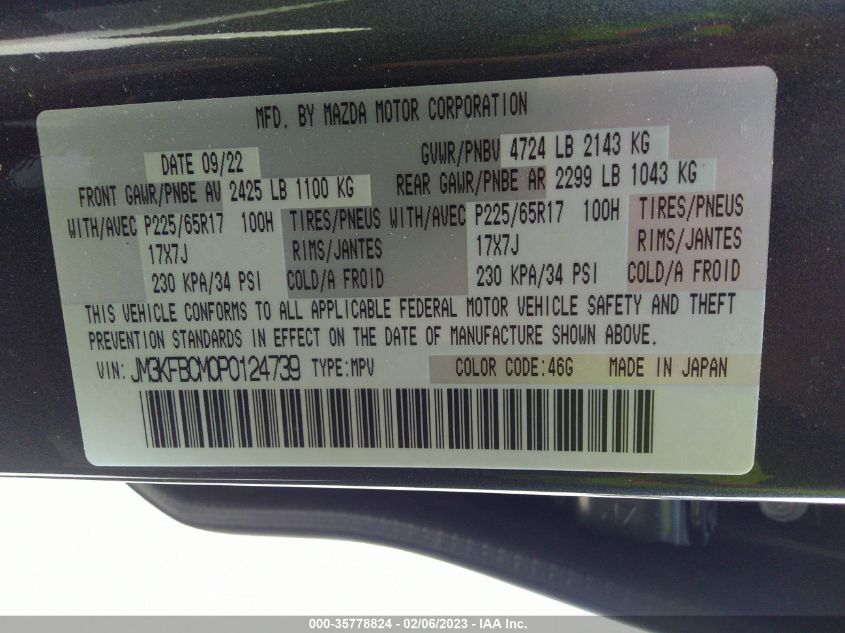 MFD. BY MAZDA MOTOR CORPORATION
DATE 09/22 GVWR/PNBV 4724 LB 2143 KG
FRONT GAWR/PNBE AV 2425 LB 1100 KG REAR GAWR/PNBE AR 2299 LB 1043 KG
WITH/AVEC P225/65R17 100H TIRES/PNEUS WITH/AVEC P225/65R17 100H TIRES/PNEUS
17X7J RIMS/JANTES 17X7J RIMS/JANTES
230 KPA/34 PSI COLD/A FROID 230 KPA/34 PSI COLD/A FROID
THIS VEHICLE CONFORMS TO ALL APPLICABLE FEDERAL MOTOR VEHICLE SAFETY AND THEFT
PREVENTION STANDARDS IN EFFECT ON THE DATE OF MANUFACTURE SHOWN ABOVE.
VIN: JM3KFBCM0P0124739 TYPE:MPV COLOR CODE:46G MADE IN JAPAN
000-35778824 - 02/06/2023 - IAA Inc.